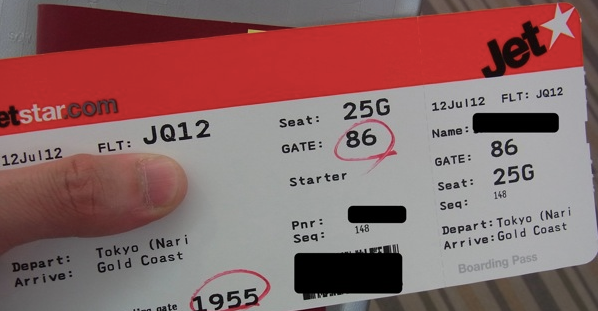 etstar.com
Jet
12Jul12 FLT: JQ12
Seat: 25G
GATE: 86
Starter
Pnr:
Seq: 148
Depart: Tokyo (Nari
Arrive: Gold Coast
gate 1955
12Jul12 FLT: JQ12
Name:
GATE: 86
Seat: 25G
Seq: 148
Depart: Tokyo (Nari
Arrive: Gold Coast
Boarding Pass